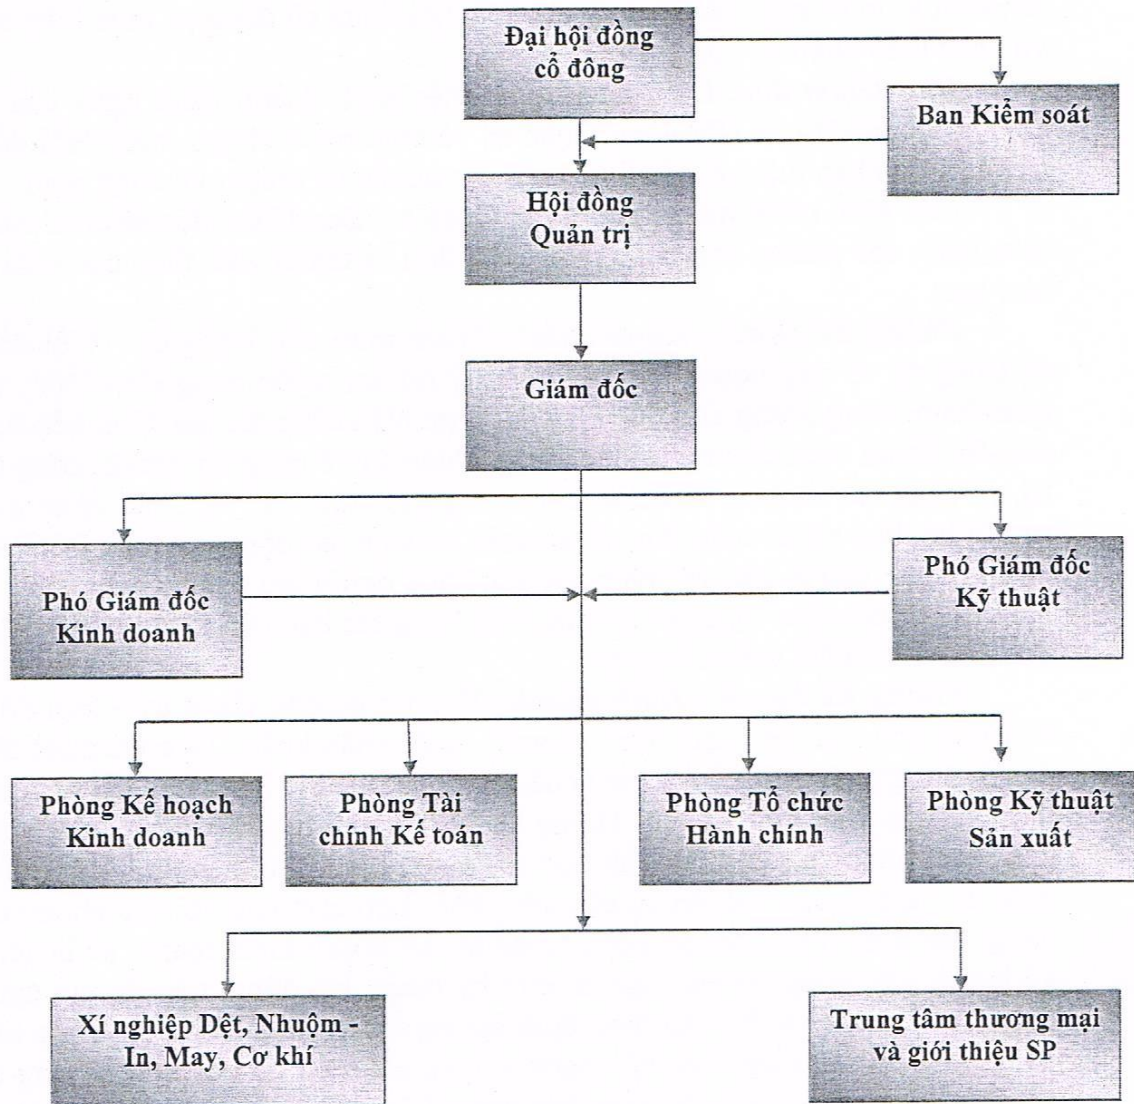 Đại hội đồng
cổ đông
Ban Kiểm soát
Hội đồng
Quản trị
Giám đốc
Phó Giám đốc
Kinh doanh
Phó Giám đốc
Kỹ thuật
Phòng Kế hoạch
Kinh doanh
Phòng Tài
chính Kế toán
Phòng Tổ chức
Hành chính
Phòng Kỹ thuật
Sản xuất
Xí nghiệp Dệt, Nhuộm -
In, May, Cơ khí
Trung tâm thương mại
và giới thiệu SP